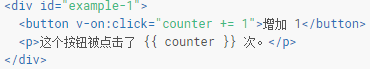 <div id="example-1">
<button v-on:click="counter += 1">增加 1</button>
<p>这个按钮被点击了 {{ counter }} 次。</p>
</div>